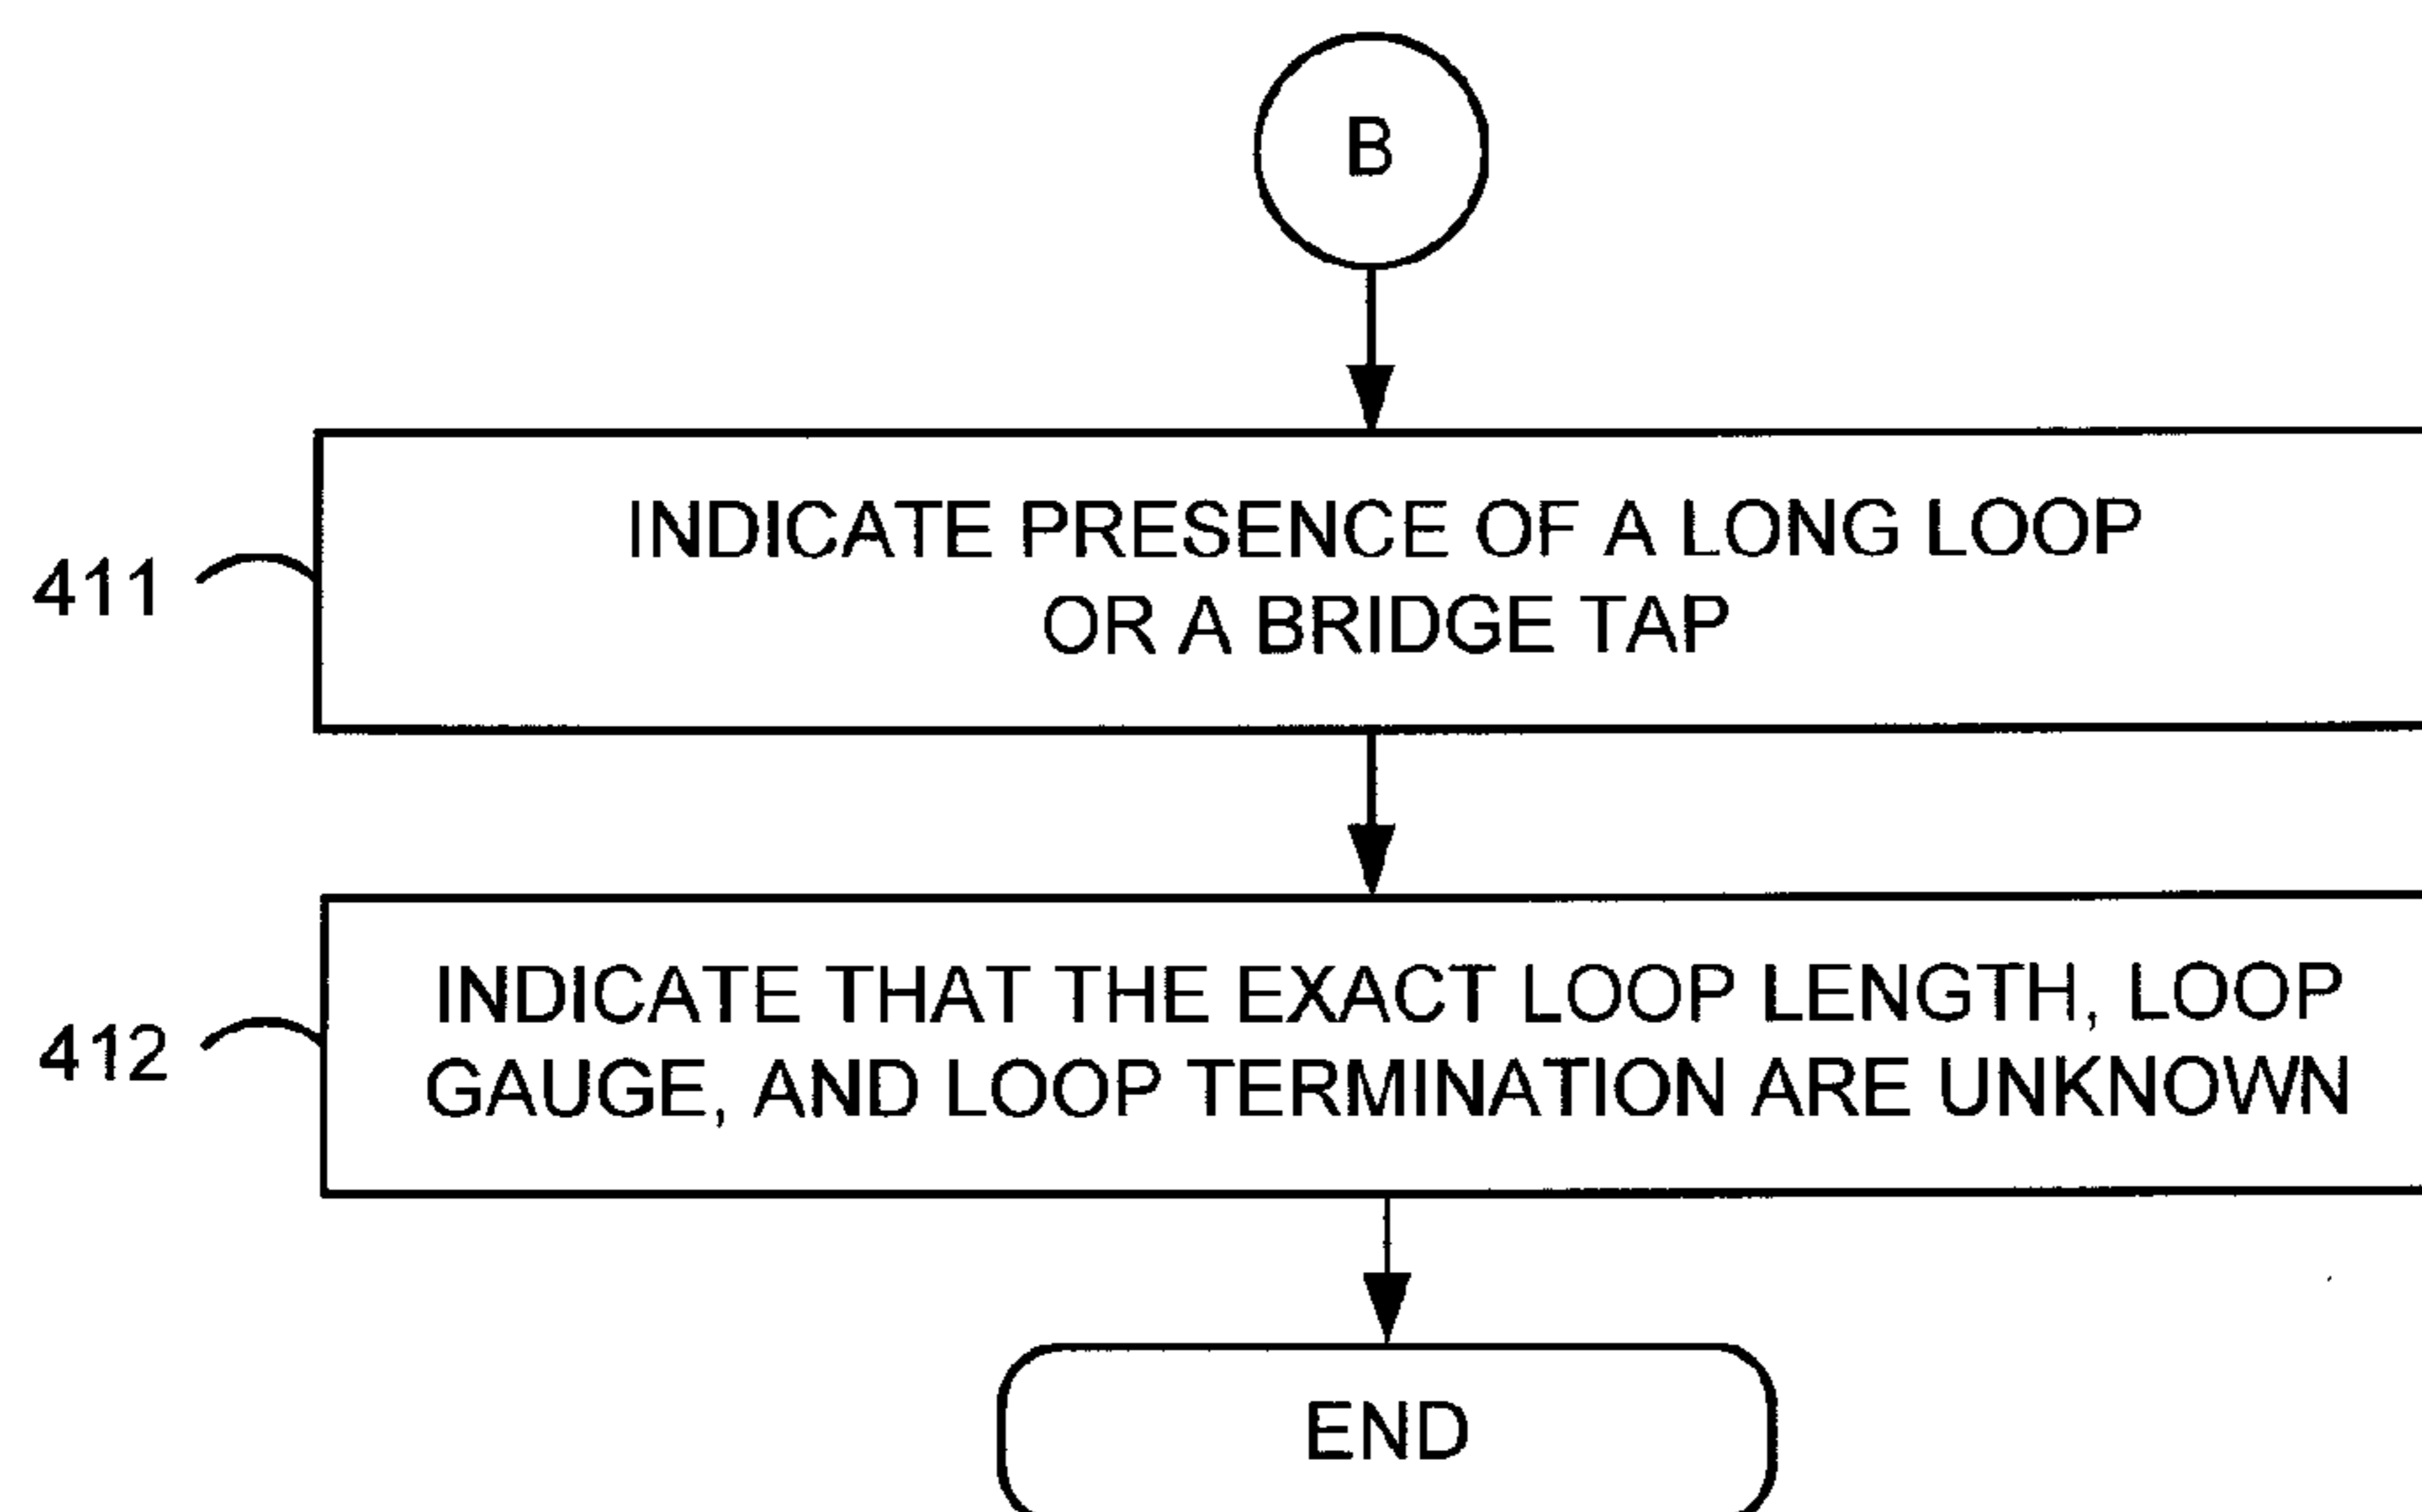 B
INDICATE PRESENCE OF A LONG LOOP
OR A BRIDGE TAP
411
INDICATE THAT THE EXACT LOOP LENGTH, LOOP
GAUGE, AND LOOP TERMINATION ARE UNKNOWN
412
END